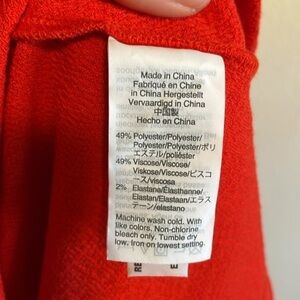 Made in China
Fabriqué en Chine
in China Hergestellt
Vervaardigd in China
中国製
Hecho en China
49% Polyester/Polyester/
Polyester/Polyester/ポリ
エステル/poliéster
49% Viscose/Viscose/
Viskose/Viscose/ビスコ
ース/viscosa
2% Elastane/Élasthanne/
Elastan/Elastaan/エラス
テーン/elastano
Machine wash cold. With
like colors. Non-chlorine
bleach only. Tumble dry
low. Iron on lowest setting.